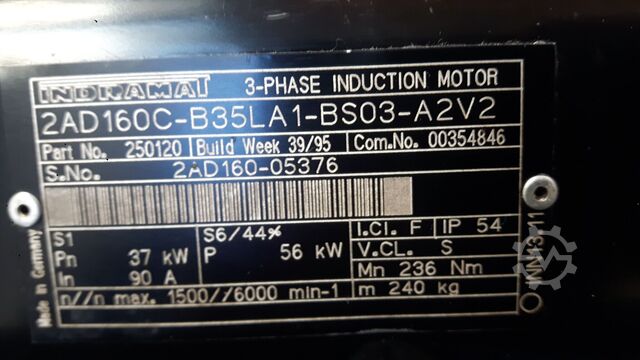 INDRAMAT 3-PHASE INDUCTION MOTOR
2AD160C-B35LA1-BS03-A2V2
Part No. 250120 Build Week 39/95 Com.No. 00354846
S.No. 2AD160-05376
S1 S6/44% I.Cl. F IP 54
Pn 37 kW P 56 kW V.CL. S
In 90 A Mn 236 Nm
n//n max. 1500//6000 min-1 m 240 kg
Made in Germany